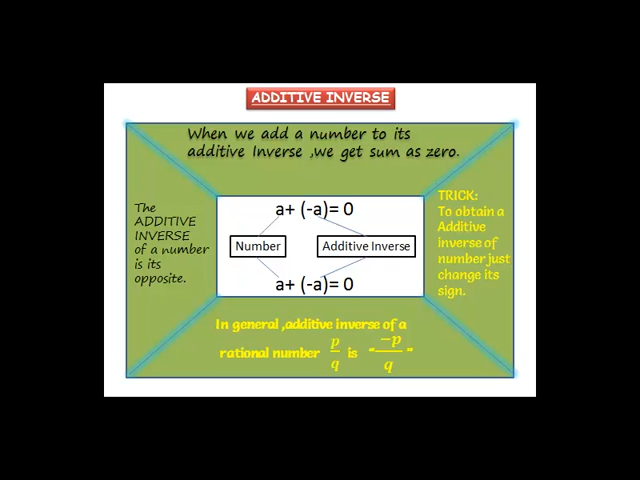 ADDITIVE INVERSE
When we add a number to its
additive Inverse ,we get sum as zero.
The
ADDITIVE
INVERSE
of a number
is its
opposite.
a+ (-a)= 0
Number
Additive Inverse
a+ (-a)= 0
TRICK:
To obtain a
Additive
inverse of
number just
change its
sign.
In general ,additive inverse of a
rational number p/q is "−p/q"